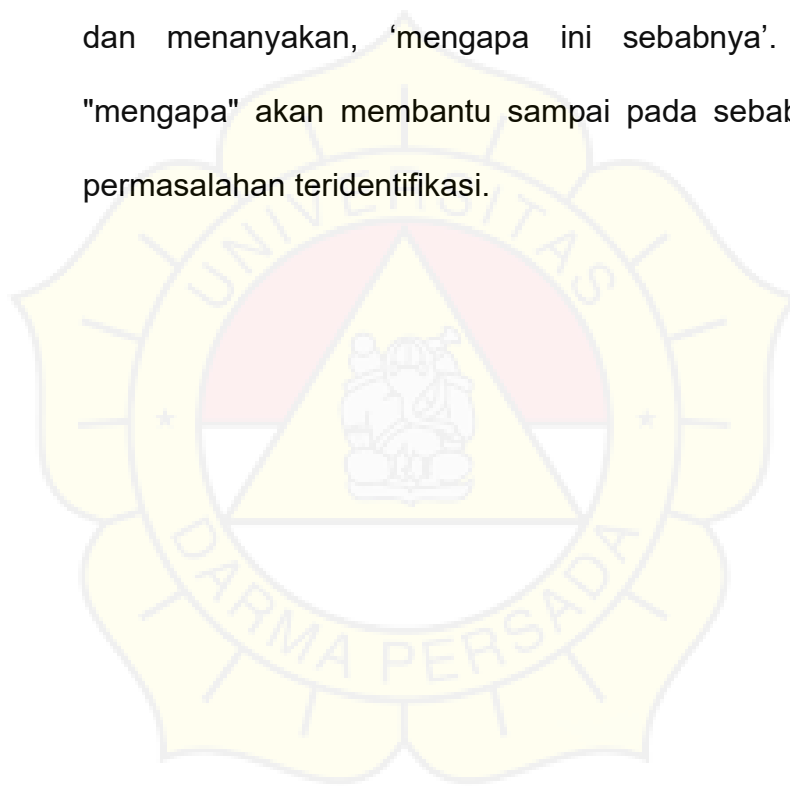 dan menanyakan, ‘mengapa ini sebabnya’.
"mengapa" akan membantu sampai pada sebab
permasalahan teridentifikasi.
UNIVERSITAS
DARMA PERSADA